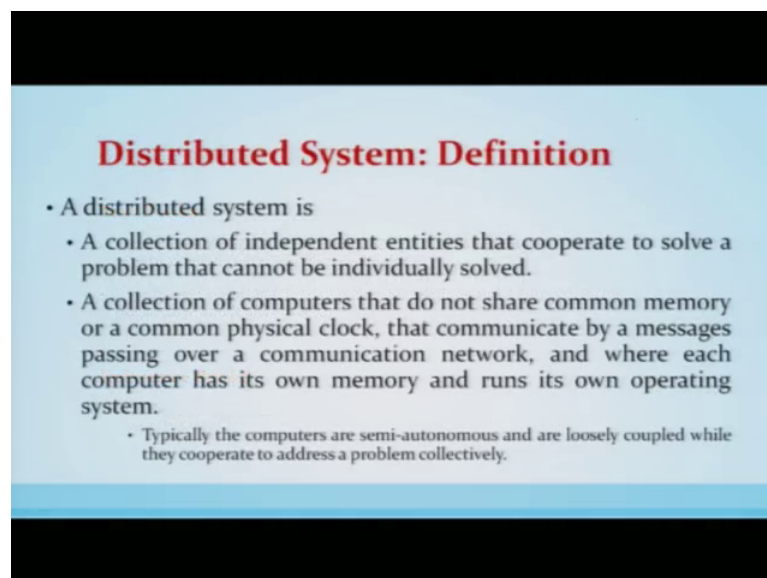 Distributed System: Definition
• A distributed system is
• A collection of independent entities that cooperate to solve a
problem that cannot be individually solved.
• A collection of computers that do not share common memory
or a common physical clock, that communicate by a messages
passing over a communication network, and where each
computer has its own memory and runs its own operating
system.
• Typically the computers are semi-autonomous and are loosely coupled while
they cooperate to address a problem collectively.